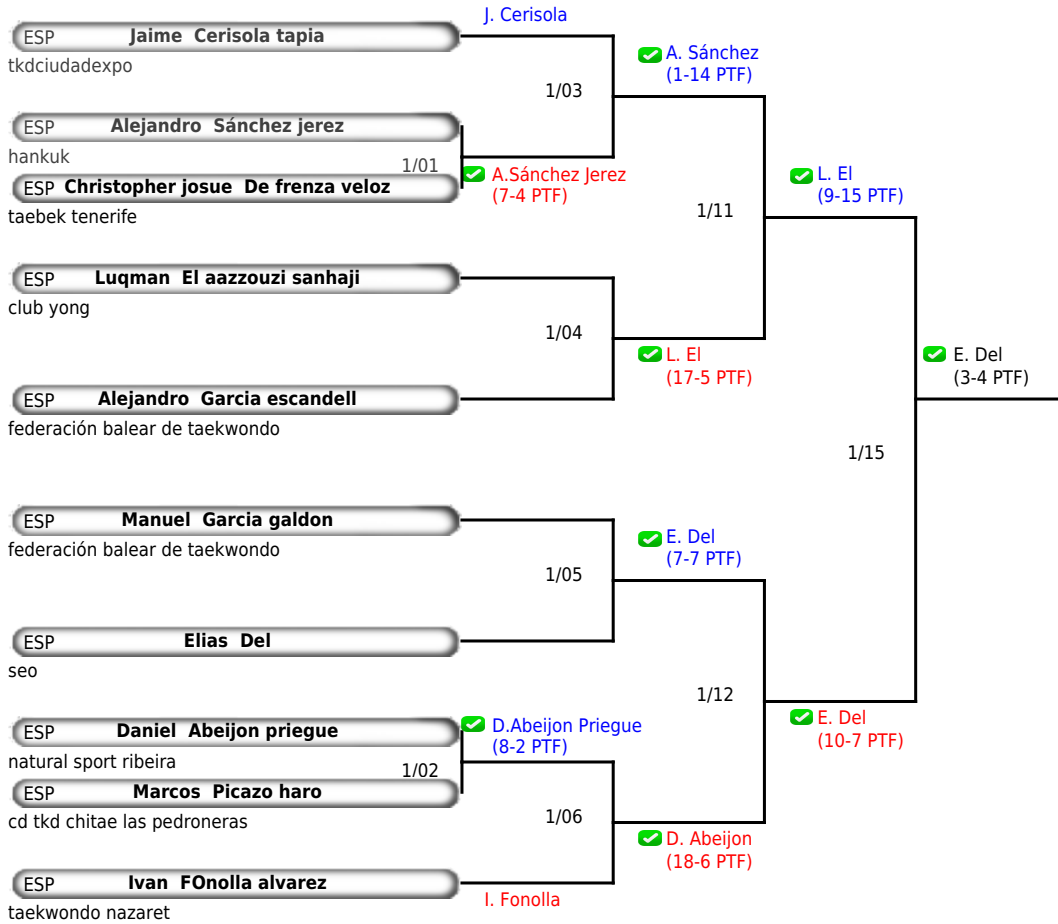 J. Cerisola
ESP Jaime Cerisola tapia
tkdciudadexpo
A. Sánchez
(1-14 PTF)
1/03
ESP Alejandro Sánchez jerez
hankuk
1/01
A.Sánchez Jerez
(7-4 PTF)
ESP Christopher josue De frenza veloz
taebek tenerife
L. El
(9-15 PTF)
1/11
ESP Luqman El aazzouzi sanhaji
club yong
1/04
L. El
(17-5 PTF)
E. Del
(3-4 PTF)
ESP Alejandro Garcia escandell
federación balear de taekwondo
1/15
ESP Manuel Garcia galdon
federación balear de taekwondo
E. Del
(7-7 PTF)
1/05
ESP Elias Del
seo
1/12
E. Del
(10-7 PTF)
ESP Daniel Abeijon priegue
natural sport ribeira
D.Abeijon Priegue
(8-2 PTF)
1/02
ESP Marcos Picazo haro
cd tkd chitae las pedroneras
1/06
D. Abeijon
(18-6 PTF)
ESP Ivan FOnolla alvarez
I. Fonolla
taekwondo nazaret